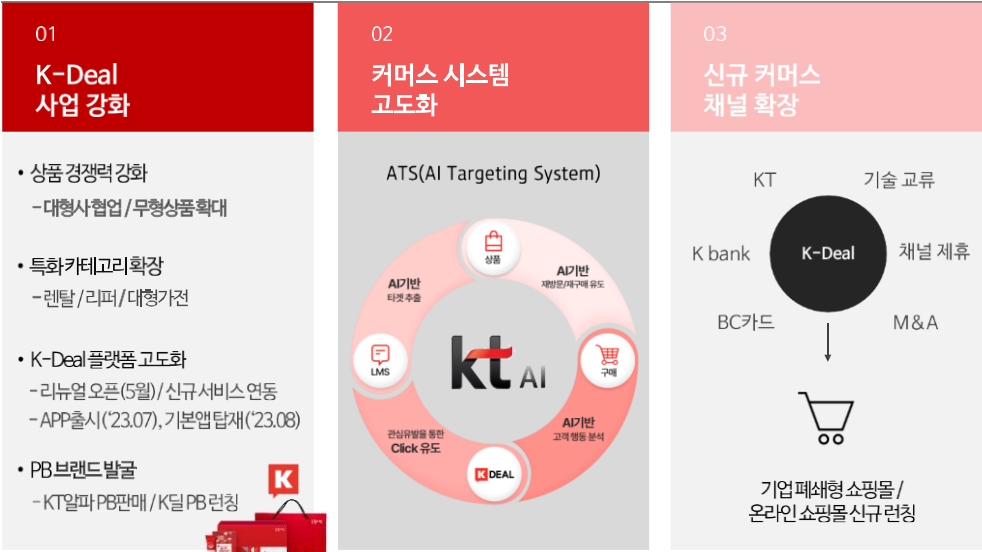 01
K-Deal
사업 강화
• 상품 경쟁력 강화
- 대형사 협업 / 무형상품 확대
• 특화 카테고리 확장
- 렌탈 / 리퍼 / 대형가전
• K-Deal 플랫폼 고도화
- 리뉴얼 오픈(5월) / 신규 서비스 연동
- APP출시(‘23.07), 기본앱 탑재(‘23.08)
• PB 브랜드 발굴
- KT알파 PB판매 / K딜 PB 런칭
K
02
커머스 시스템
고도화
ATS(AI Targeting System)
상품
AI기반
타겟 추출
AI기반
재방문/재구매 유도
LMS
kt AI
구매
관심유발을 통한
Click 유도
AI기반
고객 행동 분석
K DEAL
03
신규 커머스
채널 확장
KT
기술 교류
K bank
K-Deal
채널 제휴
BC카드
M&A
기업 폐쇄형 쇼핑몰 /
온라인 쇼핑몰 신규 런칭